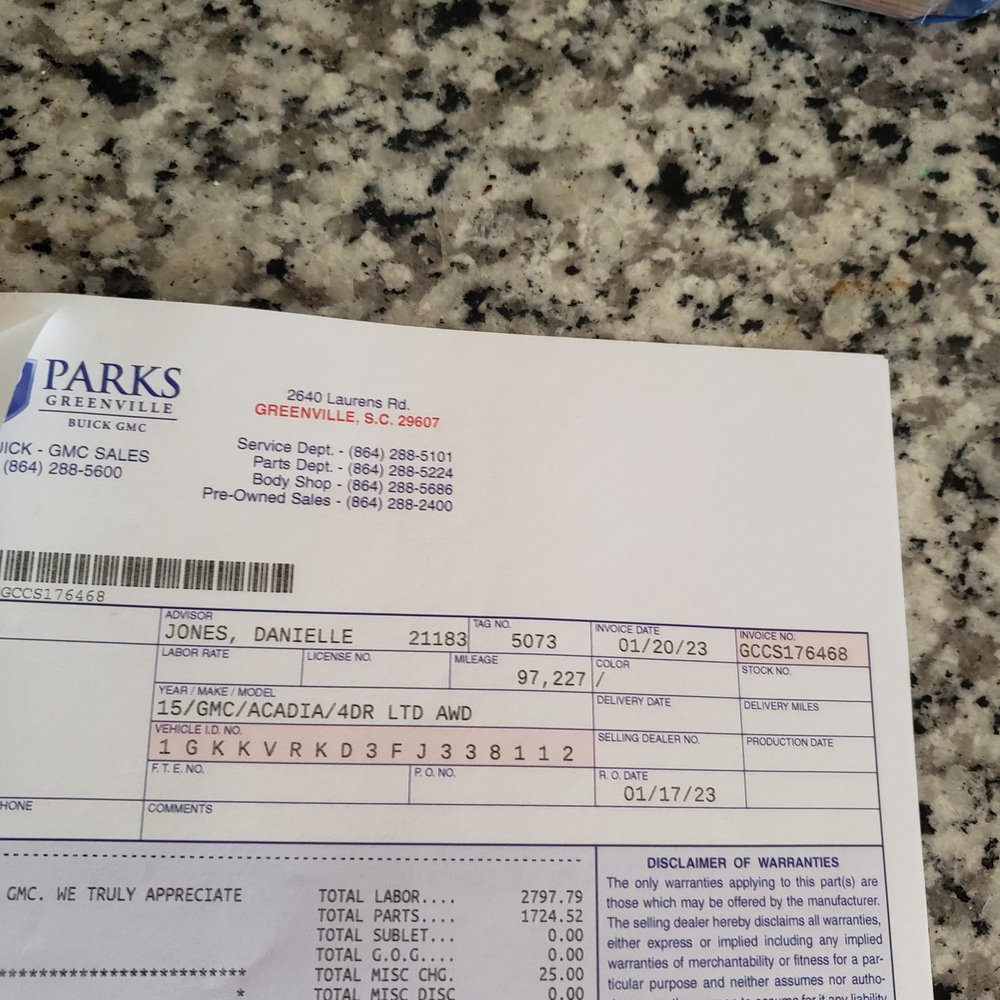 PARKS
GREENVILLE
BUICK GMC
UICK - GMC SALES
(864) 288-5600
2640 Laurens Rd.
GREENVILLE, S.C. 29607
Service Dept. - (864) 288-5101
Parts Dept. - (864) 288-5224
Body Shop - (864) 288-5686
Pre-Owned Sales - (864) 288-2400
GCCS176468
ADVISOR TAG NO. INVOICE DATE INVOICE NO.
JONES, DANIELLE 21183 5073 01/20/23 GCCS176468
LABOR RATE LICENSE NO. MILEAGE COLOR STOCK NO.
97,227 /
YEAR / MAKE / MODEL DELIVERY DATE DELIVERY MILES
15/GMC/ACADIA/4DR LTD AWD
VEHICLE I.D. NO. SELLING DEALER NO. PRODUCTION DATE
1 G K K V R K D 3 F J 3 3 8 1 1 2
F. T. E. NO. P. O. NO. R. O. DATE
01/17/23
HONE COMMENTS
GMC. WE TRULY APPRECIATE
*************************
*
TOTAL LABOR.... 2797.79
TOTAL PARTS.... 1724.52
TOTAL SUBLET... 0.00
TOTAL G.O.G.... 0.00
TOTAL MISC CHG. 25.00
TOTAL MISC DISC 0.00
DISCLAIMER OF WARRANTIES
The only warranties applying to this part(s) are
those which may be offered by the manufacturer.
The selling dealer hereby disclaims all warranties,
either express or implied including any implied
warranties of merchantability or fitness for a par-
ticular purpose and neither assumes nor autho-
to assume for it any liability